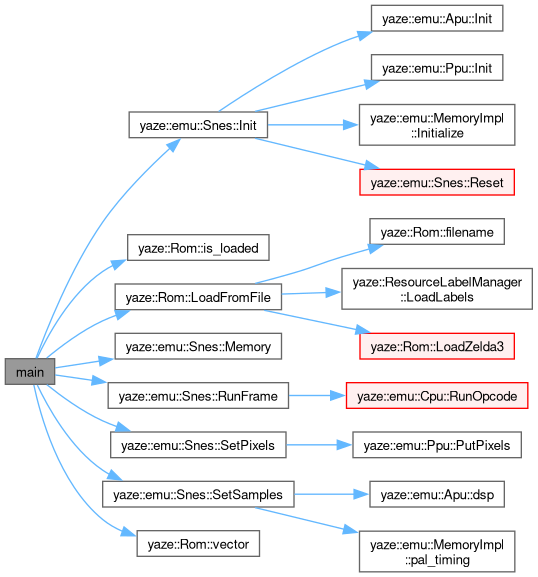 main
yaze::emu::Snes::Init
yaze::emu::Apu::Init
yaze::emu::Ppu::Init
yaze::emu::MemoryImpl
::Initialize
yaze::emu::Snes::Reset
yaze::Rom::is_loaded
yaze::Rom::LoadFromFile
yaze::Rom::filename
yaze::ResourceLabelManager
::LoadLabels
yaze::Rom::LoadZelda3
yaze::emu::Snes::Memory
yaze::emu::Snes::RunFrame
yaze::emu::Cpu::RunOpcode
yaze::emu::Snes::SetPixels
yaze::emu::Ppu::PutPixels
yaze::emu::Snes::SetSamples
yaze::emu::Apu::dsp
yaze::emu::MemoryImpl
::pal_timing
yaze::Rom::vector